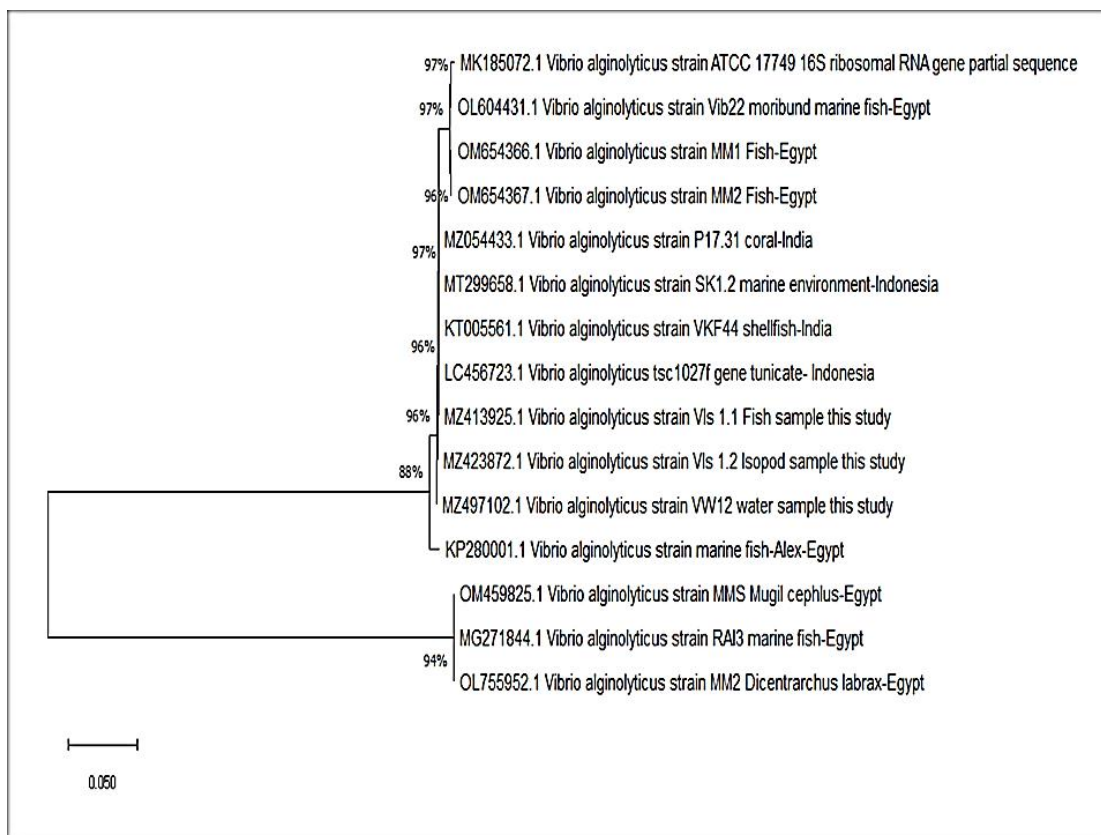 97% MK185072.1 Vibrio alginolyticus strain ATCC 17749 16S ribosomal RNA gene partial sequence
97% OL604431.1 Vibrio alginolyticus strain Vib22 moribund marine fish-Egypt
OM654366.1 Vibrio alginolyticus strain MM1 Fish-Egypt
96% OM654367.1 Vibrio alginolyticus strain MM2 Fish-Egypt
97% MZ054433.1 Vibrio alginolyticus strain P17.31 coral-India
MT299658.1 Vibrio alginolyticus strain SK1.2 marine environment-Indonesia
96% KT005561.1 Vibrio alginolyticus strain VKF44 shellfish-India
LC456723.1 Vibrio alginolyticus tsc1027f gene tunicate- Indonesia
96% MZ413925.1 Vibrio alginolyticus strain VIs 1.1 Fish sample this study
88% MZ423872.1 Vibrio alginolyticus strain VIs 1.2 Isopod sample this study
MZ497102.1 Vibrio alginolyticus strain VW12 water sample this study
KP280001.1 Vibrio alginolyticus strain marine fish-Alex-Egypt
OM459825.1 Vibrio alginolyticus strain MMS Mugil cephlus-Egypt
MG271844.1 Vibrio alginolyticus strain RAI3 marine fish-Egypt
94% OL755952.1 Vibrio alginolyticus strain MM2 Dicentrarchus labrax-Egypt
0.050